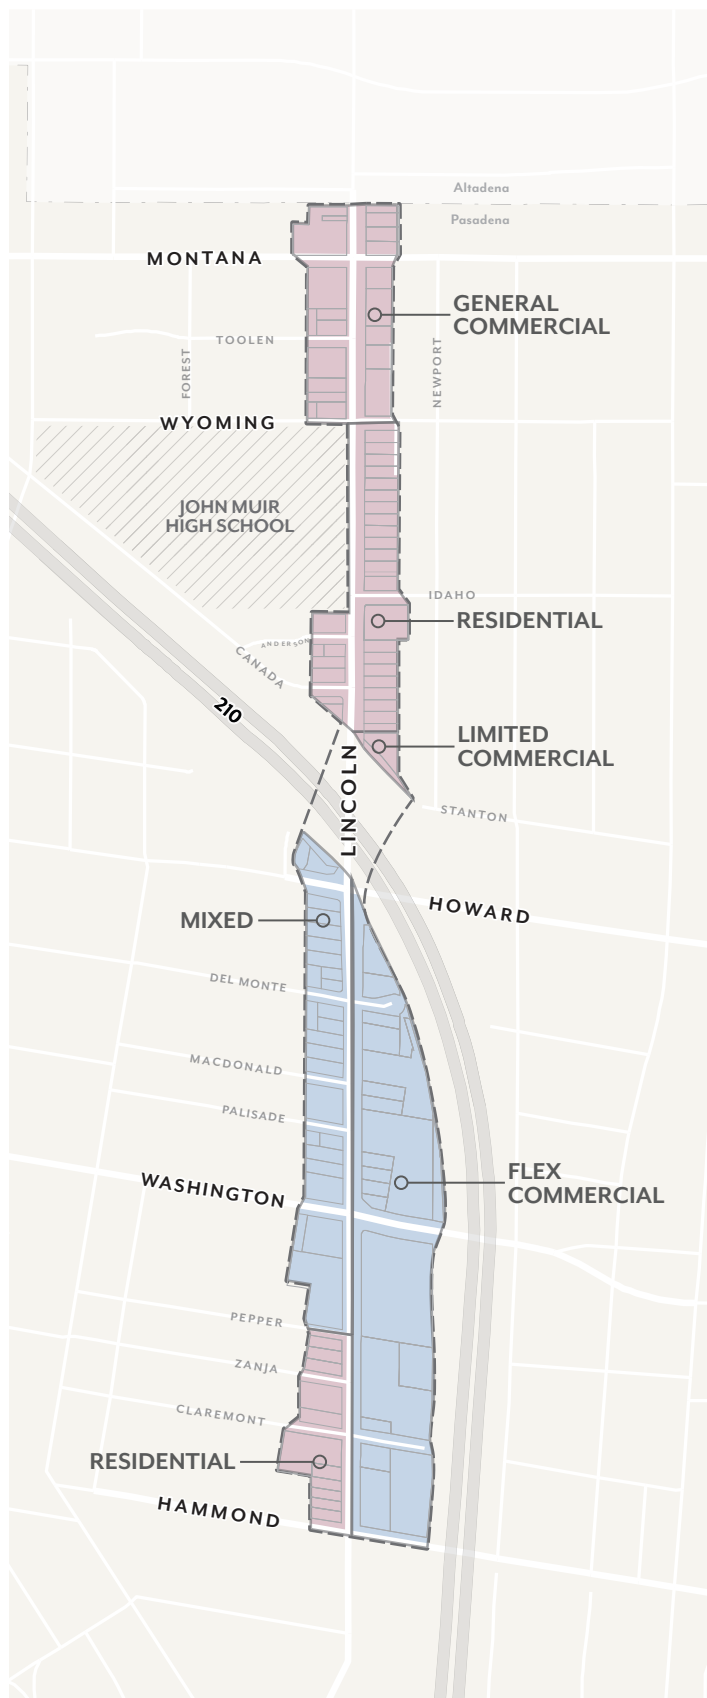 Altadena
Pasadena
MONTANA
GENERAL
COMMERCIAL
TOOLEN
FOREST
NEWPORT
WYOMING
JOHN MUIR
HIGH SCHOOL
IDAHO
RESIDENTIAL
ANDERSON
CANADA
210
LIMITED
COMMERCIAL
LINCOLN
STANTON
HOWARD
MIXED
DEL MONTE
MACDONALD
PALISADE
WASHINGTON
FLEX
COMMERCIAL
PEPPER
ZANJA
CLAREMONT
RESIDENTIAL
HAMMOND